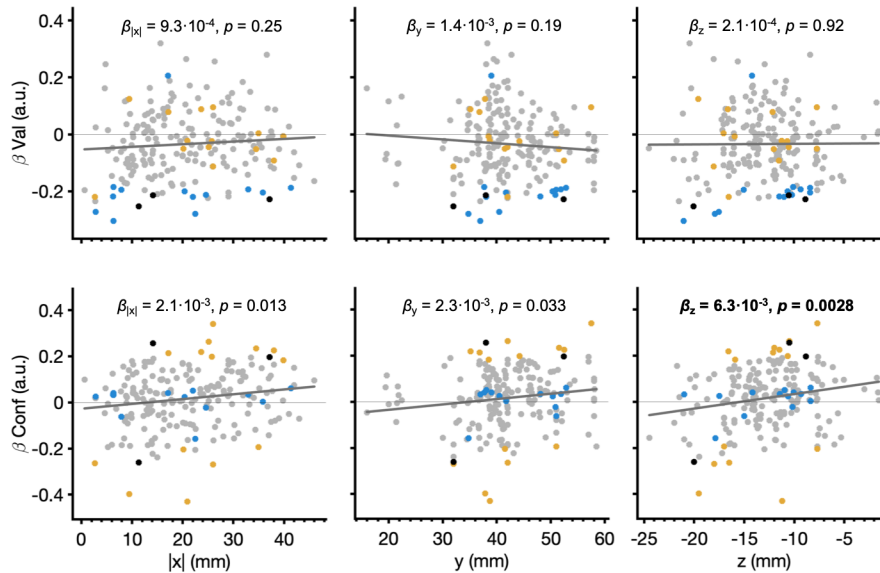 β|x| = 9.3·10-4, p = 0.25
βy = 1.4·10-3, p = 0.19
βz = 2.1·10-4, p = 0.92
β Val (a.u.)
0.4
0.2
0
-0.2
β|x| = 2.1·10-3, p = 0.013
βy = 2.3·10-3, p = 0.033
βz = 6.3·10-3, p = 0.0028
β Conf (a.u.)
0.4
0.2
0
-0.2
-0.4
0 10 20 30 40
20 30 40 50 60
-25 -20 -15 -10 -5
|x| (mm)
y (mm)
z (mm)